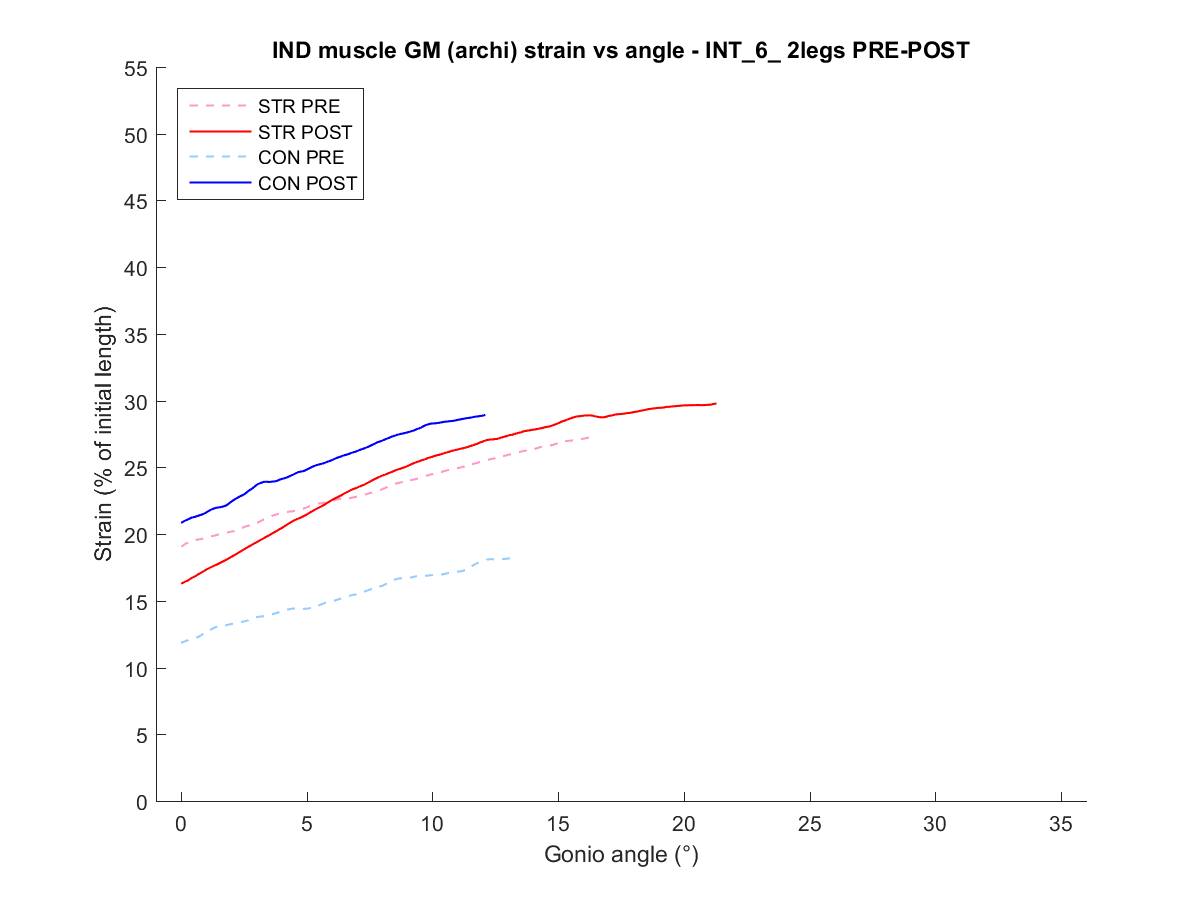 IND muscle GM (archi) strain vs angle - INT_6_ 2legs PRE-POST
STR PRE
STR POST
CON PRE
CON POST
55
50
45
40
35
30
25
20
15
10
5
0
Strain (% of initial length)
0 5 10 15 20 25 30 35
Gonio angle (°)